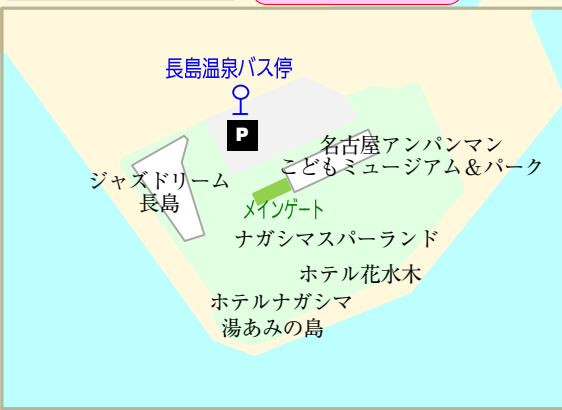 長島温泉バス停
P
名古屋アンパンマン
こどもミュージアム＆パーク
ジャズドリーム
長島
メインゲート
ナガシマスパーランド
ホテル花水木
ホテルナガシマ
湯あみの島